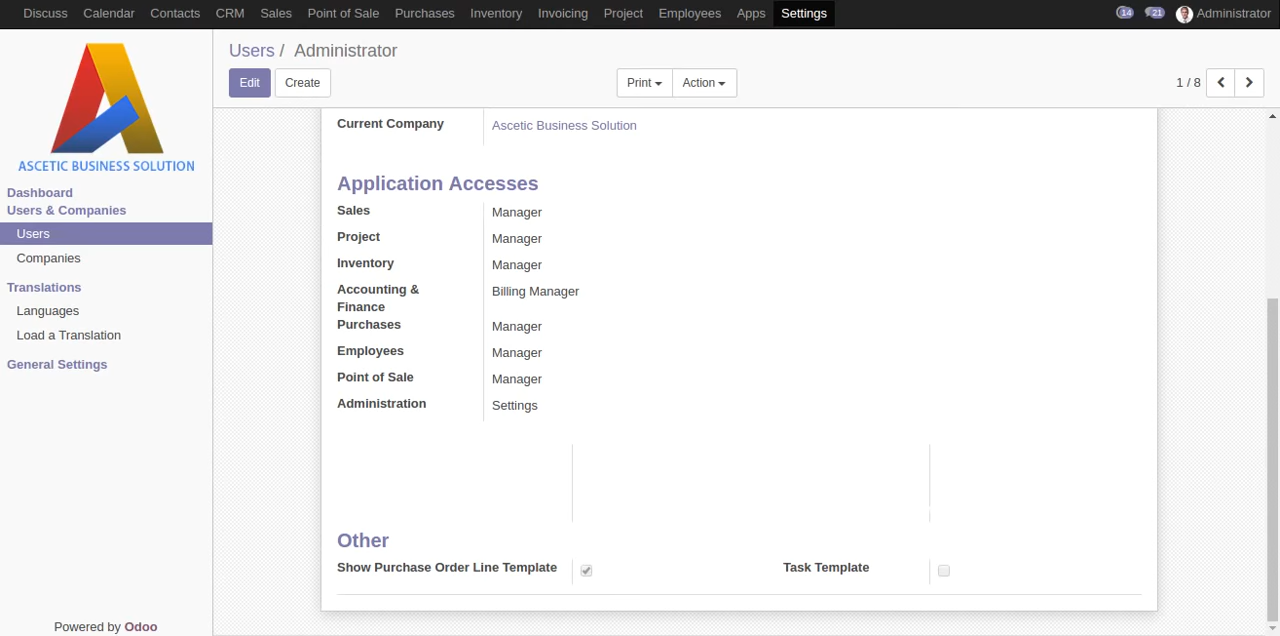 Discuss Calendar Contacts CRM Sales Point of Sale Purchases Inventory Invoicing Project Employees Apps Settings 14 21 Administrator
Users / Administrator
Edit Create Print Action 1 / 8
ASCETIC BUSINESS SOLUTION
Dashboard
Users & Companies
Users
Companies
Translations
Languages
Load a Translation
General Settings
Powered by Odoo
Current Company Ascetic Business Solution
Application Accesses
Sales Manager
Project Manager
Inventory Manager
Accounting & Billing Manager
Finance
Purchases Manager
Employees Manager
Point of Sale Manager
Administration Settings
Other
Show Purchase Order Line Template Task Template